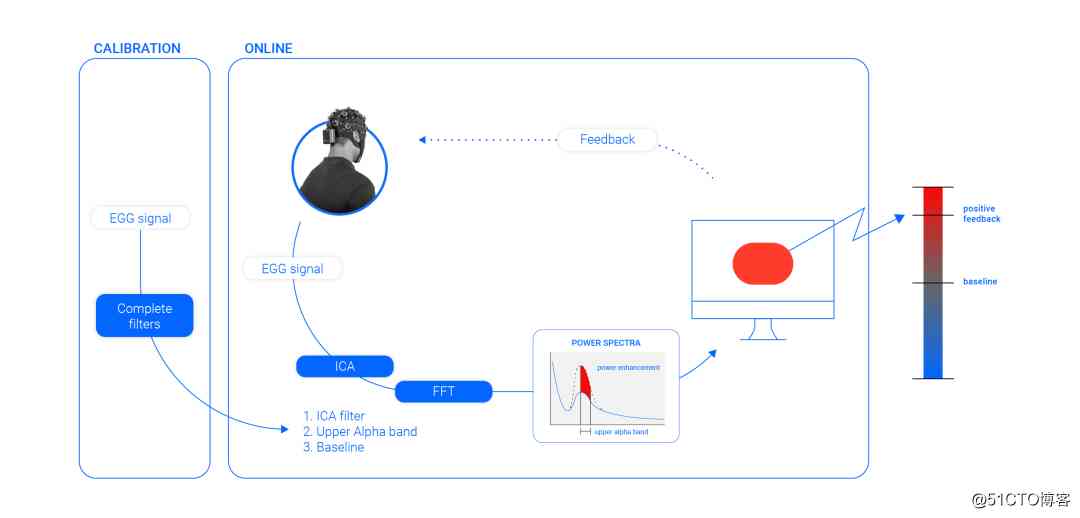 CALIBRATION
ONLINE
Feedback
positive
feedback
EGG signal
EGG signal
baseline
Complete
filters
POWER SPECTRA
power enhancement
ICA
FFT
1. ICA filter
2. Upper Alpha band
3. Baseline
upper alpha band
@51CTO博客